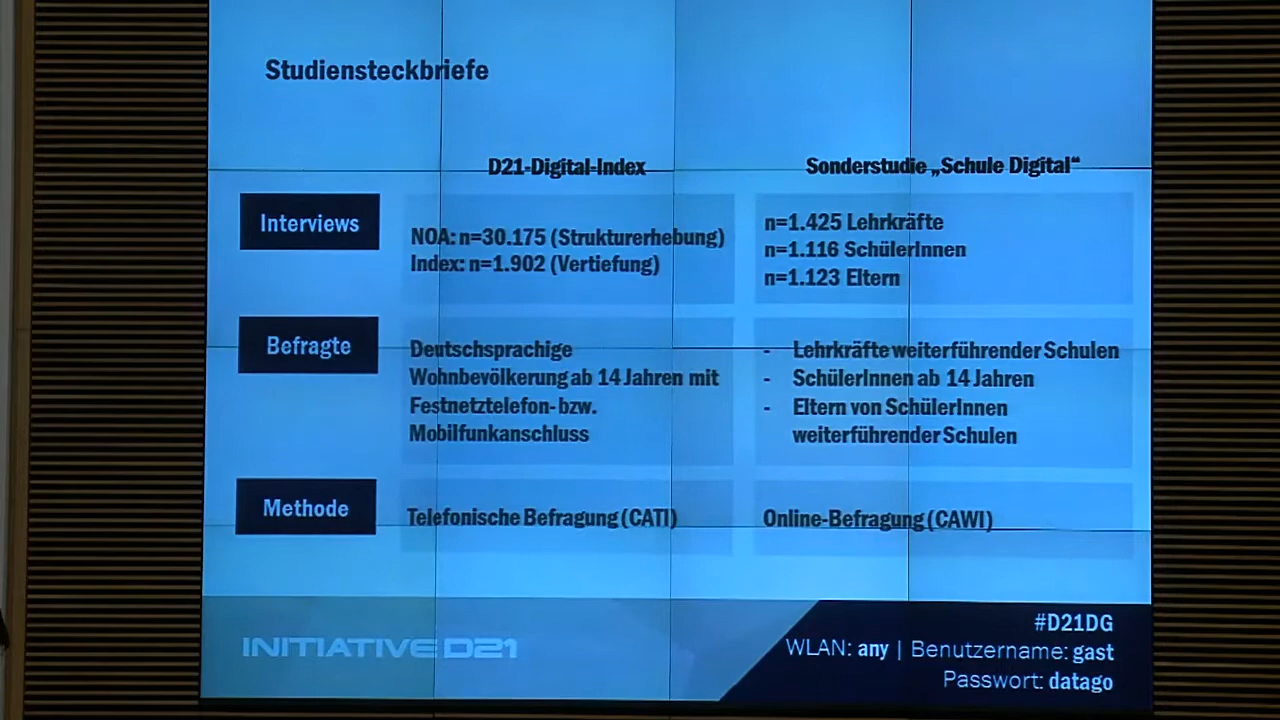 Studiensteckbriefe
D21-Digital-Index
Sonderstudie „Schule Digital“
Interviews
NOA: n=30.175 (Strukturerhebung)
Index: n=1.902 (Vertiefung)
n=1.425 Lehrkräfte
n=1.116 SchülerInnen
n=1.123 Eltern
Befragte
Deutschsprachige
Wohnbevölkerung ab 14 Jahren mit
Festnetztelefon- bzw.
Mobilfunkanschluss
- Lehrkräfte weiterführender Schulen
- SchülerInnen ab 14 Jahren
- Eltern von SchülerInnen
weiterführender Schulen
Methode
Telefonische Befragung (CATI)
Online-Befragung (CAWI)
INITIATIVE D21
#D21DG
WLAN: any | Benutzername: gast
Passwort: datago